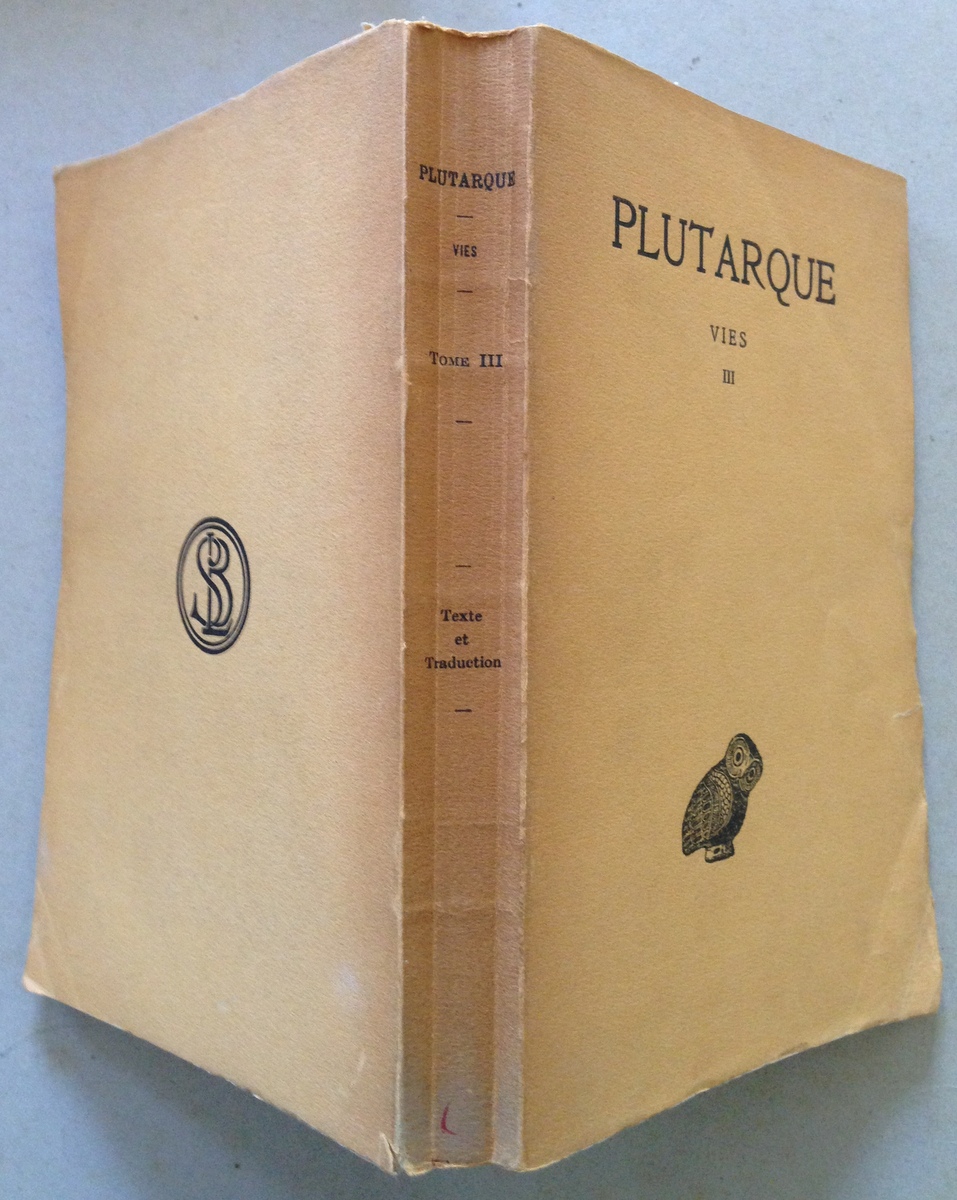 PLUTARQUE
VIES
TOME III
Texte
et
Traduction
PLUTARQUE
VIES
III